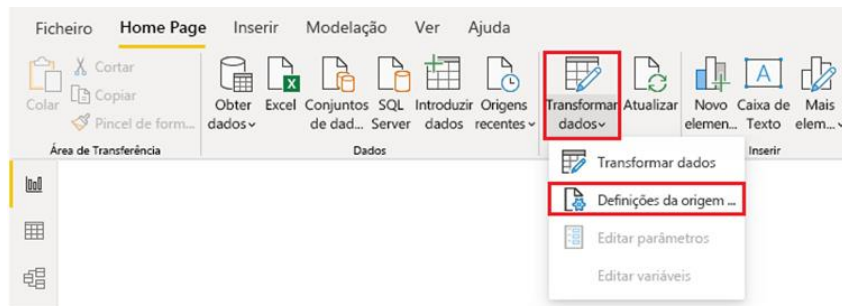 Ficheiro Home Page Inserir Modelação Ver Ajuda
Colar
Cortar
Copiar
Pincel de form...
Área de Transferência
Obter dados
Excel
Conjuntos de dad...
SQL Server
Introduzir dados
Origens recentes
Dados
Transformar dados
Atualizar
Novo elemen...
Caixa de Texto
Mais elem...
Inserir
A
X
Transformar dados
Definições da origem ...
Editar parâmetros
Editar variáveis